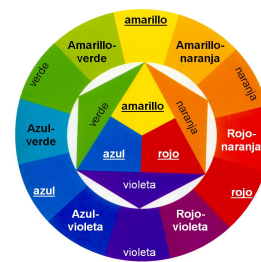 amarillo
Amarillo-
verde
Amarillo-
naranja
verde
naranja
amarillo
verde
naranja
Azul-
verde
Rojo-
naranja
azul
rojo
azul
rojo
violeta
Azul-
violeta
Rojo-
violeta
violeta